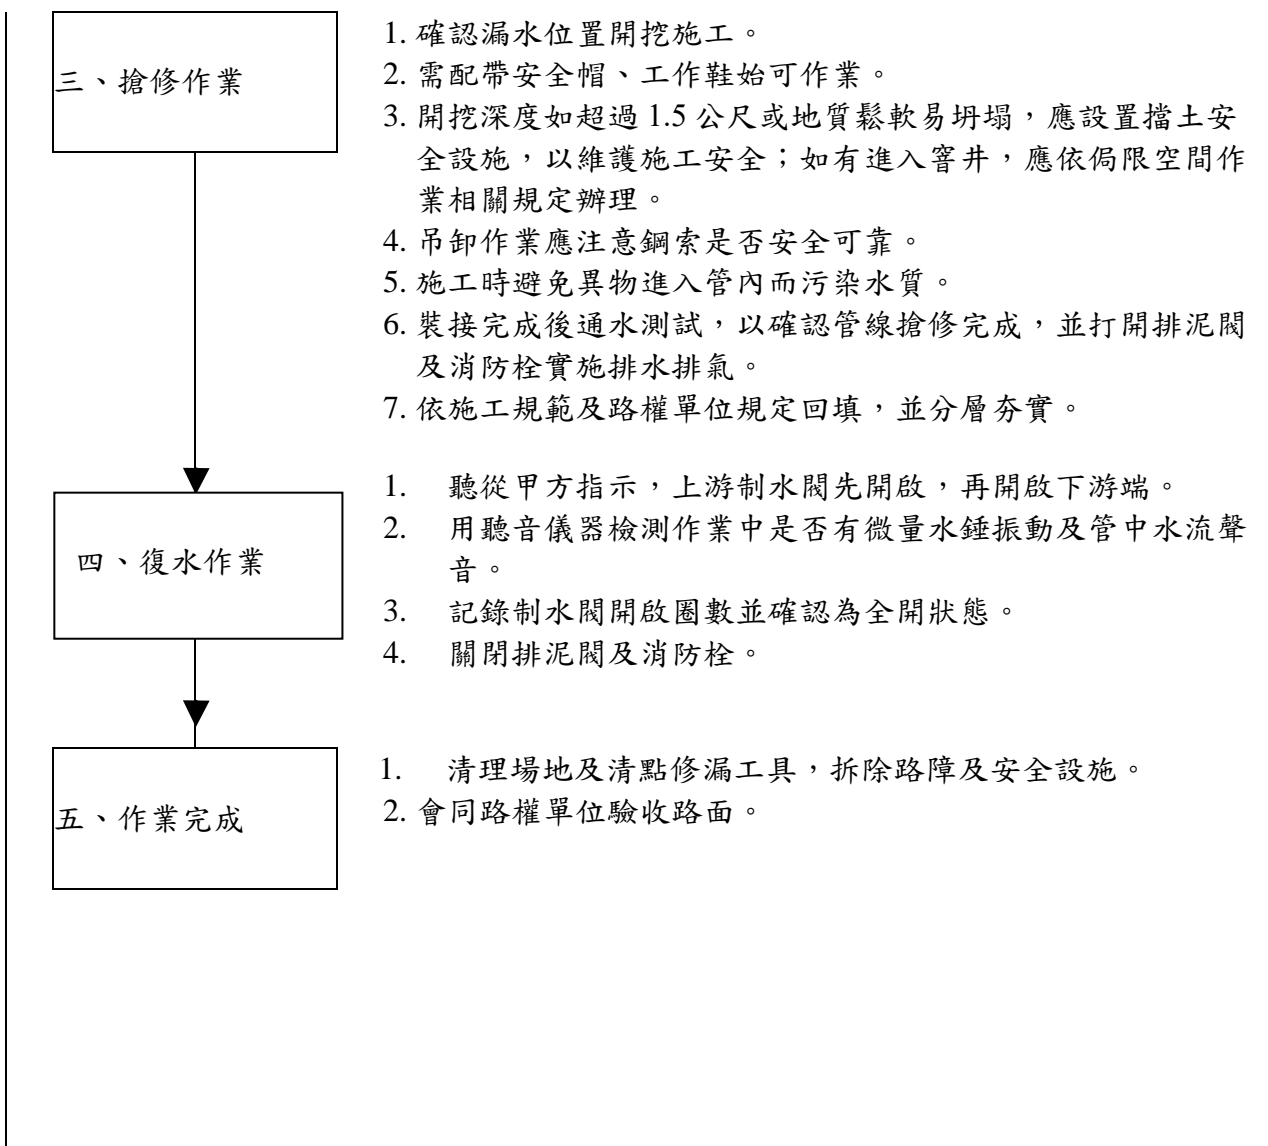 三、搶修作業
1. 確認漏水位置開挖施工。
2. 需配帶安全帽、工作鞋始可作業。
3. 開挖深度如超過 1.5 公尺或地質鬆軟易坍塌，應設置擋土安
全設施，以維護施工安全；如有進入窨井，應依侷限空間作
業相關規定辦理。
4. 吊卸作業應注意鋼索是否安全可靠。
5. 施工時避免異物進入管內而污染水質。
6. 裝接完成後通水測試，以確認管線搶修完成，並打開排泥閥
及消防栓實施排水排氣。
7. 依施工規範及路權單位規定回填，並分層夯實。
四、復水作業
1. 聽從甲方指示，上游制水閥先開啟，再開啟下游端。
2. 用聽音儀器檢測作業中是否有微量水錘振動及管中水流聲
音。
3. 記錄制水閥開啟圈數並確認為全開狀態。
4. 關閉排泥閥及消防栓。
五、作業完成
1. 清理場地及清點修漏工具，拆除路障及安全設施。
2. 會同路權單位驗收路面。